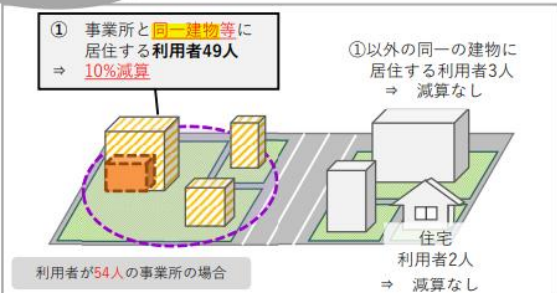 ① 事業所と同一建物等に
居住する利用者49人
⇒ 10%減算
①以外の同一の建物に
居住する利用者3人
⇒ 減算なし
住宅
利用者2人
⇒ 減算なし
利用者が54人の事業所の場合